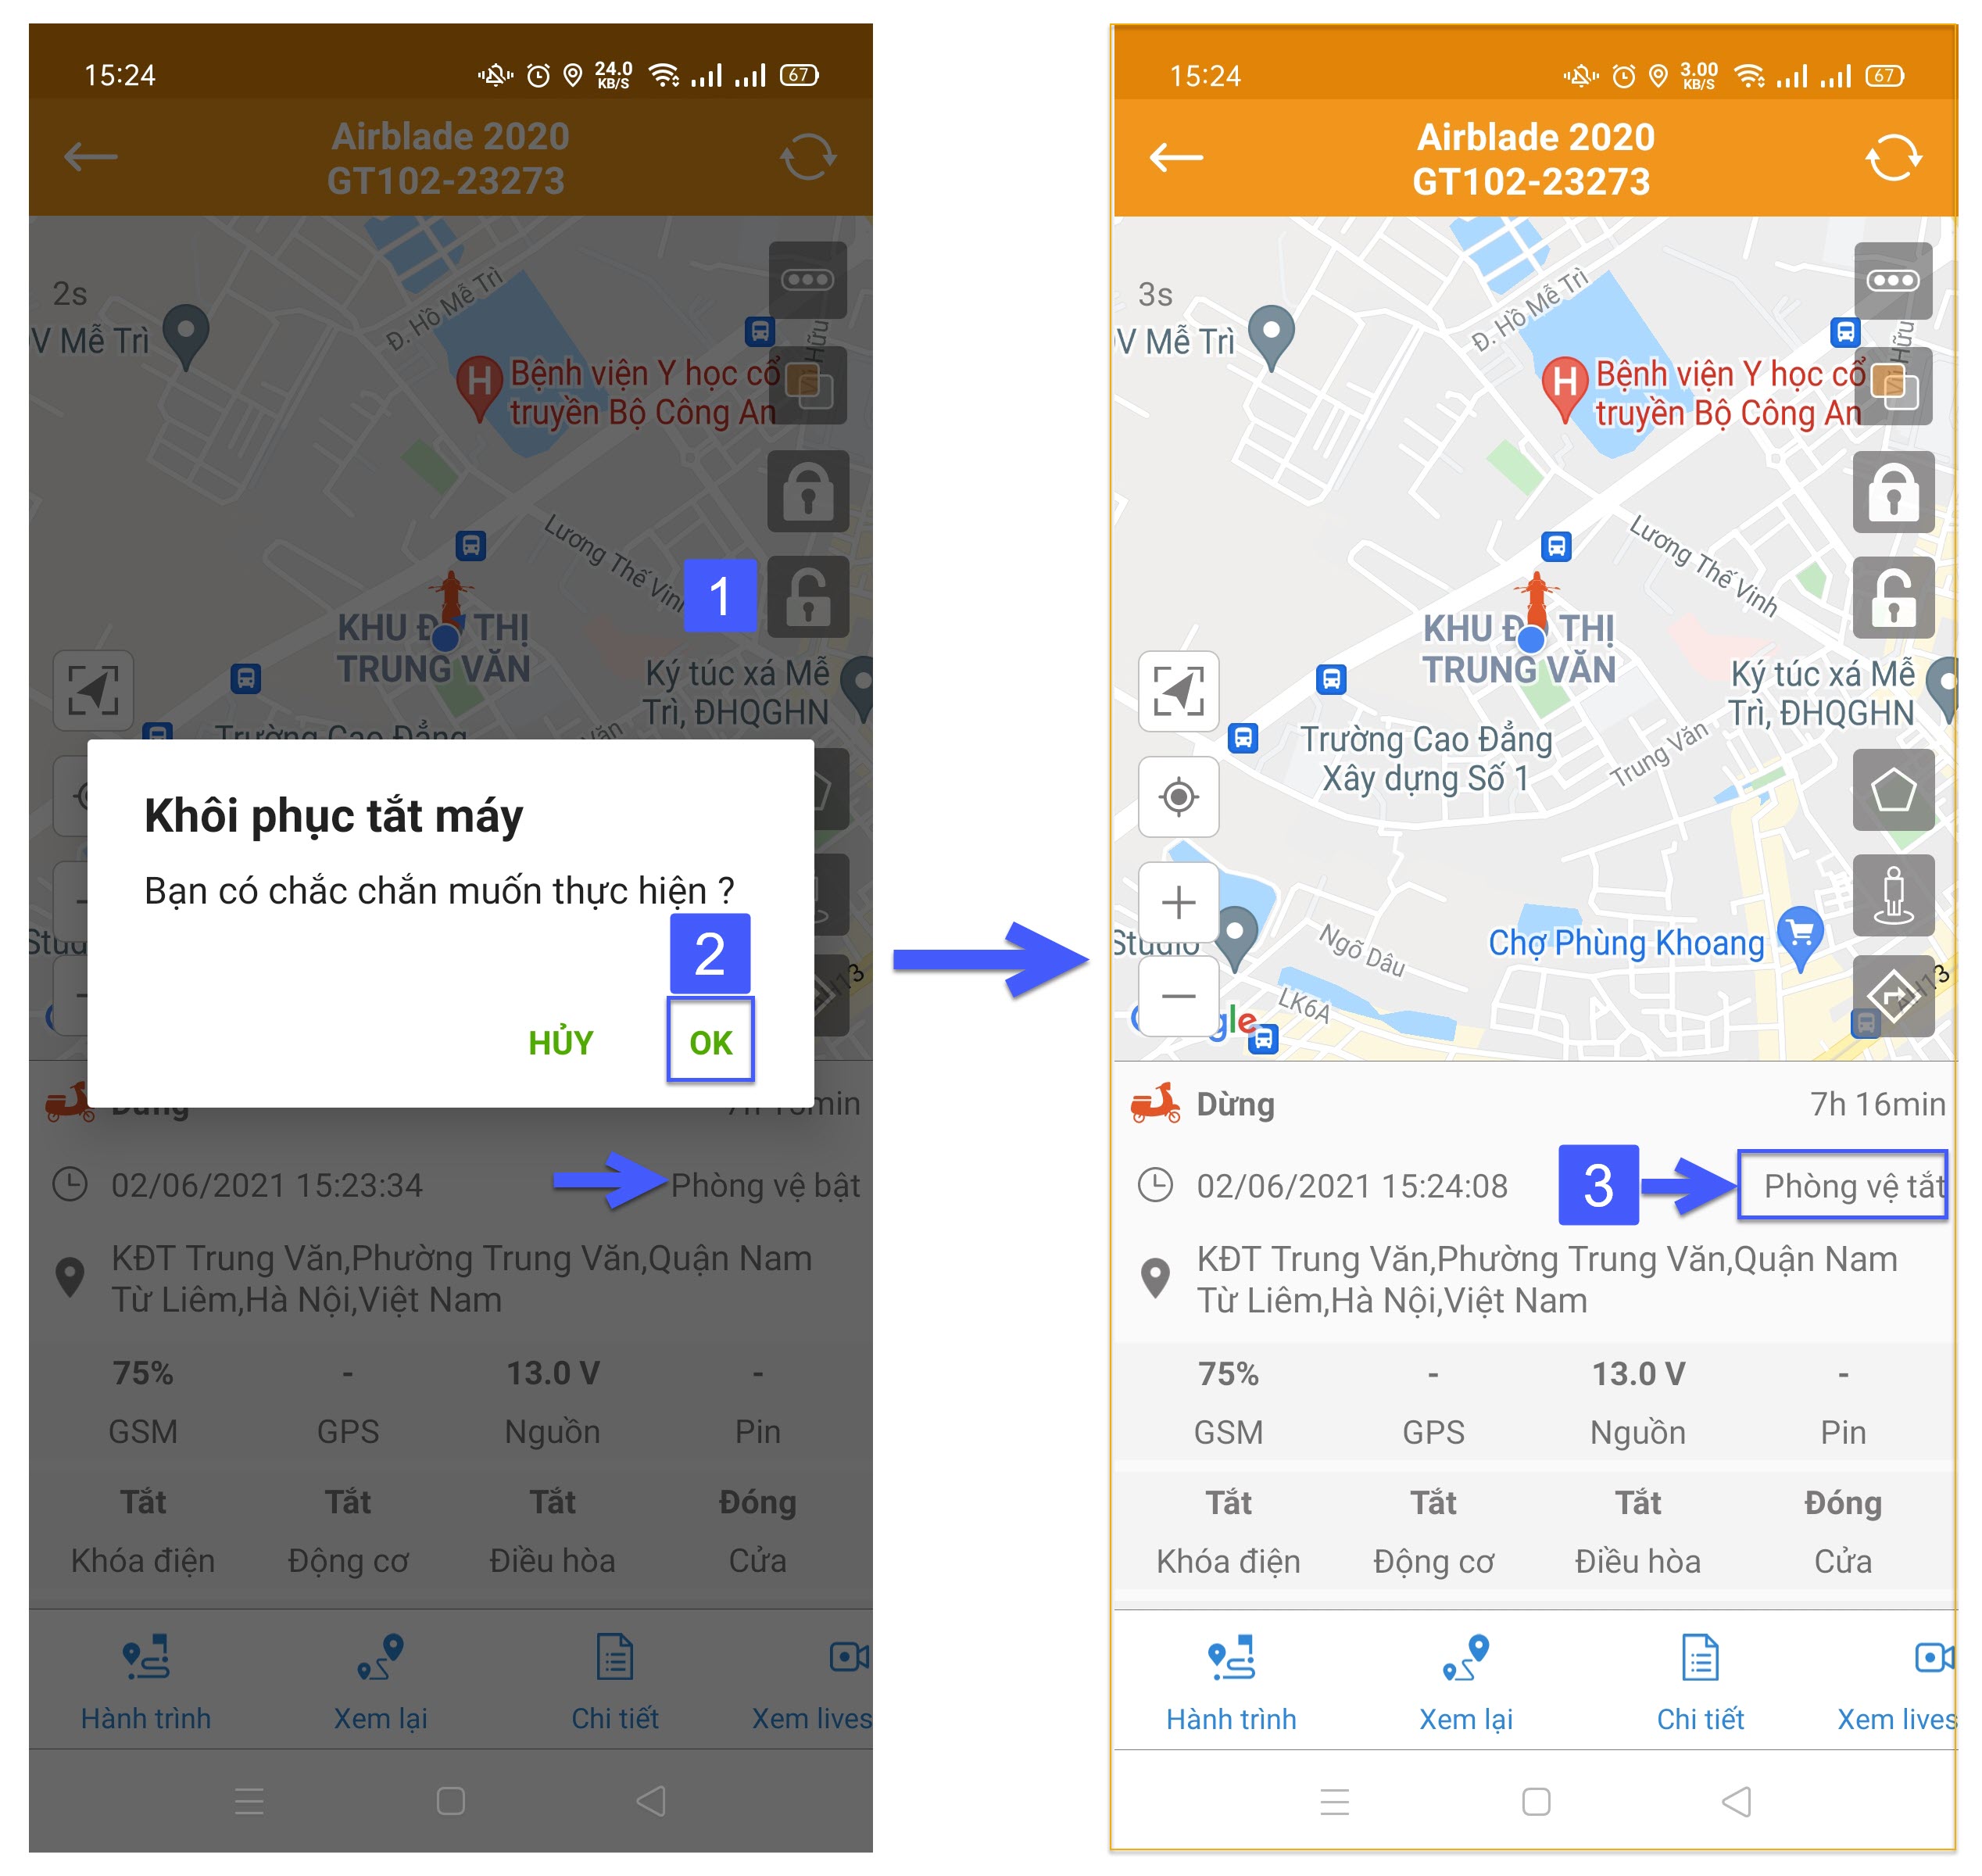 15:24
24.0
KB/S
67
Airblade 2020
GT102-23273
2s
V Mễ Trì
Đ. Hồ Mễ Trì
H
Bệnh viện Y học cổ
truyền Bộ Công An
Hữu
Lương Thế Vinh
1
KHU Đ THỊ
TRUNG VĂN
Ký túc xá Mễ
Trì, ĐHQGHN
Trường Cao Đẳng
Văn
Khôi phục tắt máy
Bạn có chắc chắn muốn thực hiện ?
2
HỦY
OK
Dừng
7h 16min
02/06/2021 15:23:34
Phòng vệ bật
KĐT Trung Văn,Phường Trung Văn,Quận Nam
Từ Liêm,Hà Nội,Việt Nam
75%
-
13.0 V
-
GSM
GPS
Nguồn
Pin
Tắt
Tắt
Tắt
Đóng
Khóa điện
Động cơ
Điều hòa
Cửa
Hành trình
Xem lại
Chi tiết
Xem lives
15:24
3.00
KB/S
67
Airblade 2020
GT102-23273
3s
V Mễ Trì
Đ. Hồ Mễ Trì
H
Bệnh viện Y học cổ
truyền Bộ Công An
Hữu
Lương Thế Vinh
KHU Đ THỊ
TRUNG VĂN
Ký túc xá Mễ
Trì, ĐHQGHN
Trường Cao Đẳng
Xây dựng Số 1
Trung Văn
Studio
Ngõ Dâu
Chợ Phùng Khoang
LK6A
AH13
gle
Dừng
7h 16min
02/06/2021 15:24:08
3
Phòng vệ tắt
KĐT Trung Văn,Phường Trung Văn,Quận Nam
Từ Liêm,Hà Nội,Việt Nam
75%
-
13.0 V
-
GSM
GPS
Nguồn
Pin
Tắt
Tắt
Tắt
Đóng
Khóa điện
Động cơ
Điều hòa
Cửa
Hành trình
Xem lại
Chi tiết
Xem lives